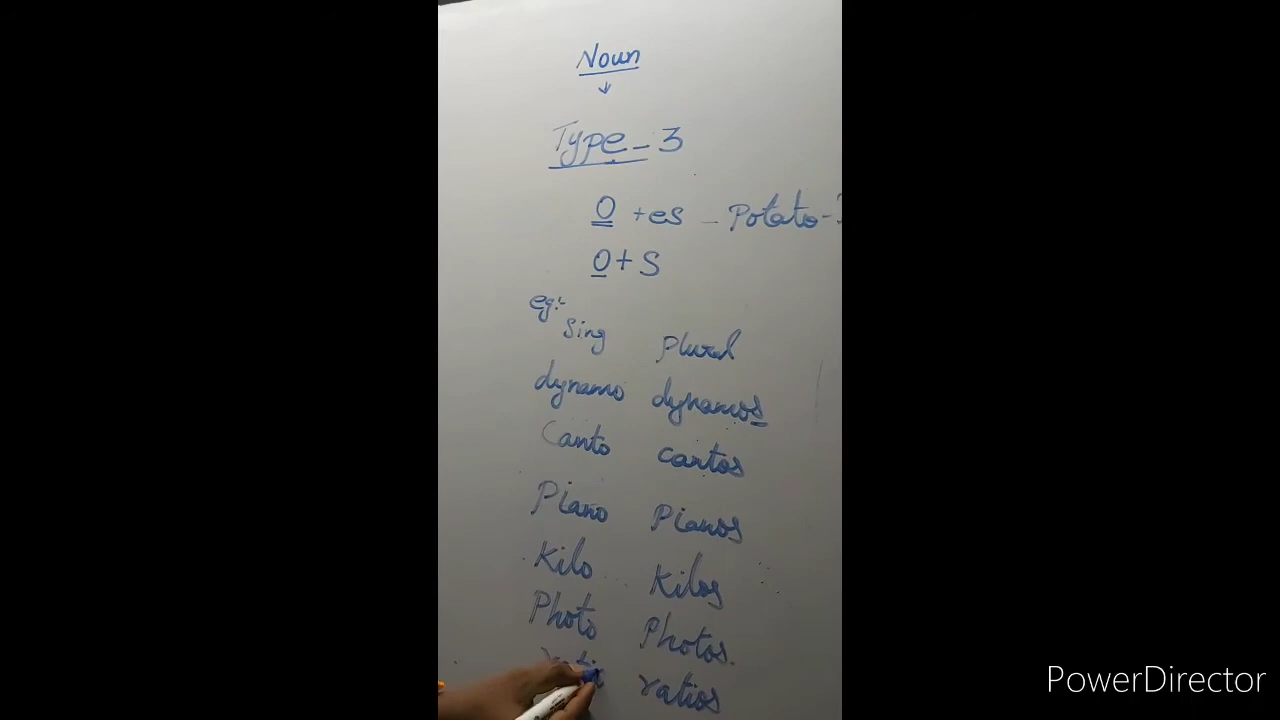 Noun
↓
Type - 3
O + es - Potato -
O + S
eg:-
Sing Plural
dynamo dynamos
Canto cantos
Piano Pianos
Kilo Kilos
Photo Photos.
ratios
PowerDirector